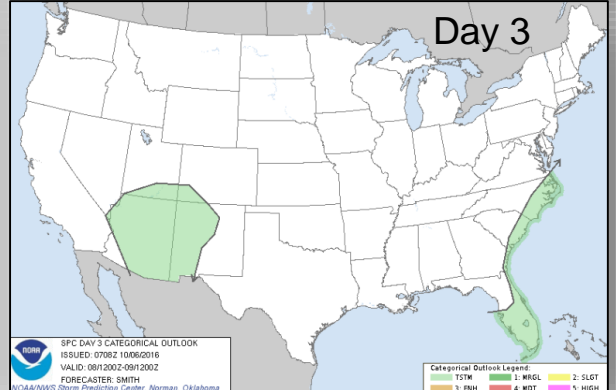 Day 3
NOAA
SPC DAY 3 CATEGORICAL OUTLOOK
ISSUED: 0708Z 10/06/2016
VALID: 08/1200Z-09/1200Z
FORECASTER: SMITH
NOAA/NWS Storm Prediction Center, Norman, Oklahoma
Categorical Outlook Legend:
TSTM 1: MRGL 2: SLGT
3: ENH 4: MDT 5: HIGH